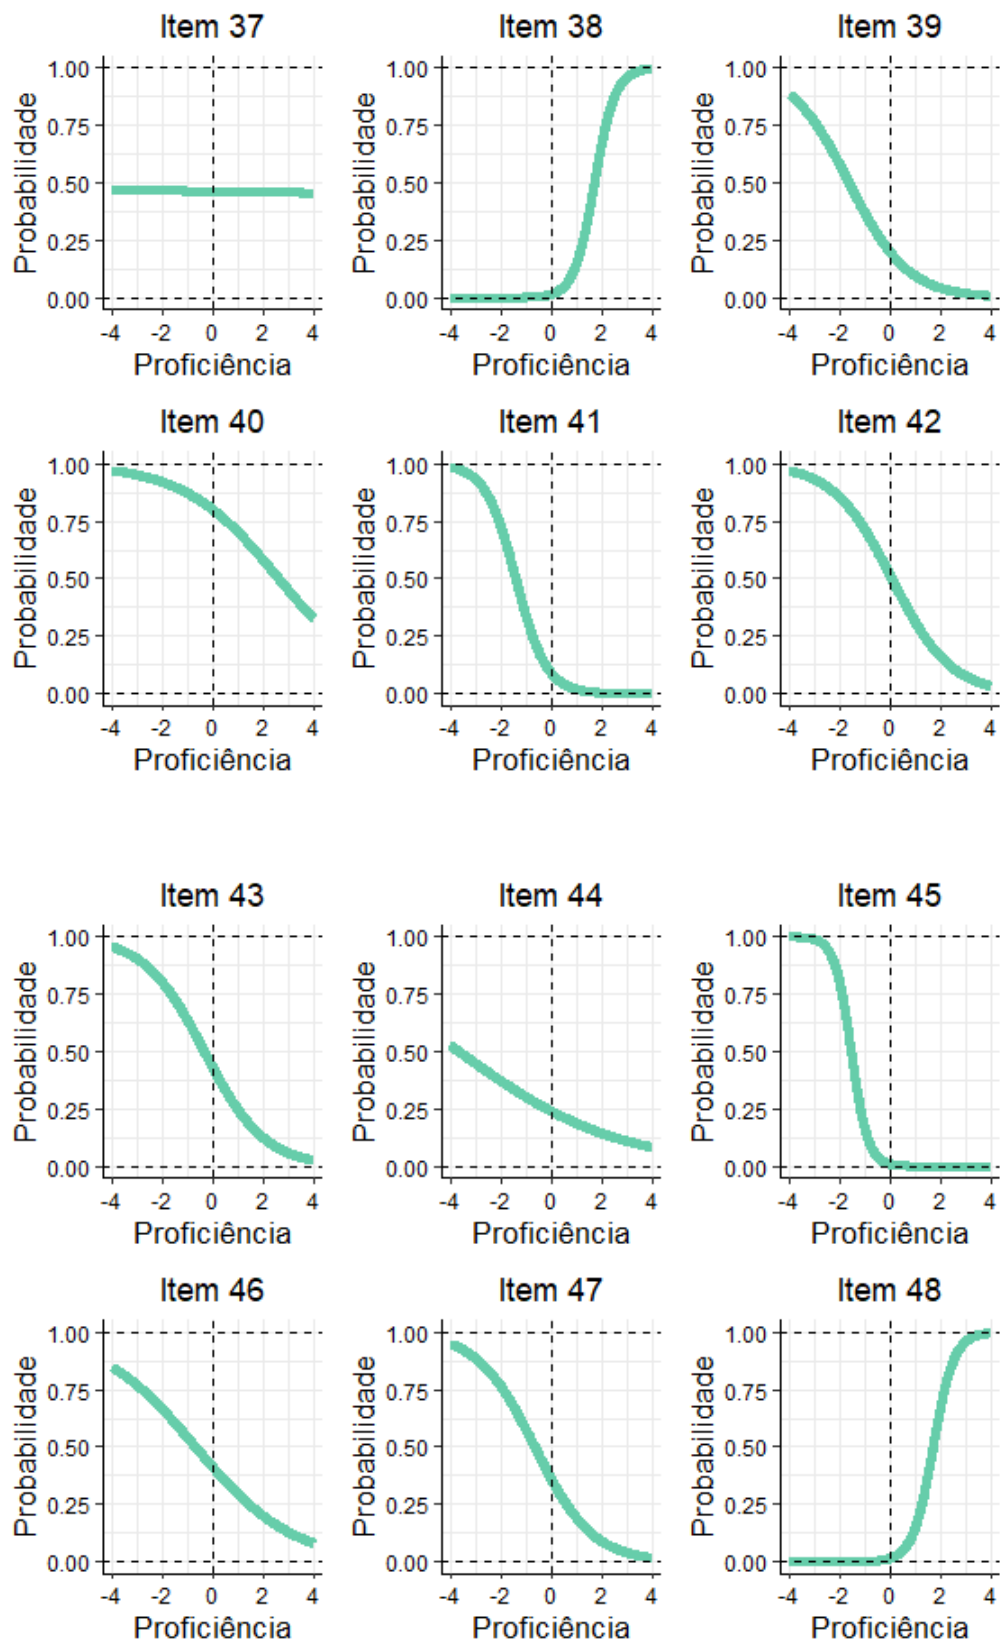 Item 37 Item 38 Item 39
Probabilidade Probabilidade Probabilidade
1.00 1.00 1.00
0.75 0.75 0.75
0.50 0.50 0.50
0.25 0.25 0.25
0.00 0.00 0.00
-4 -2 0 2 4 -4 -2 0 2 4 -4 -2 0 2 4
Proficiência Proficiência Proficiência
Item 40 Item 41 Item 42
Probabilidade Probabilidade Probabilidade
1.00 1.00 1.00
0.75 0.75 0.75
0.50 0.50 0.50
0.25 0.25 0.25
0.00 0.00 0.00
-4 -2 0 2 4 -4 -2 0 2 4 -4 -2 0 2 4
Proficiência Proficiência Proficiência
Item 43 Item 44 Item 45
Probabilidade Probabilidade Probabilidade
1.00 1.00 1.00
0.75 0.75 0.75
0.50 0.50 0.50
0.25 0.25 0.25
0.00 0.00 0.00
-4 -2 0 2 4 -4 -2 0 2 4 -4 -2 0 2 4
Proficiência Proficiência Proficiência
Item 46 Item 47 Item 48
Probabilidade Probabilidade Probabilidade
1.00 1.00 1.00
0.75 0.75 0.75
0.50 0.50 0.50
0.25 0.25 0.25
0.00 0.00 0.00
-4 -2 0 2 4 -4 -2 0 2 4 -4 -2 0 2 4
Proficiência Proficiência Proficiência